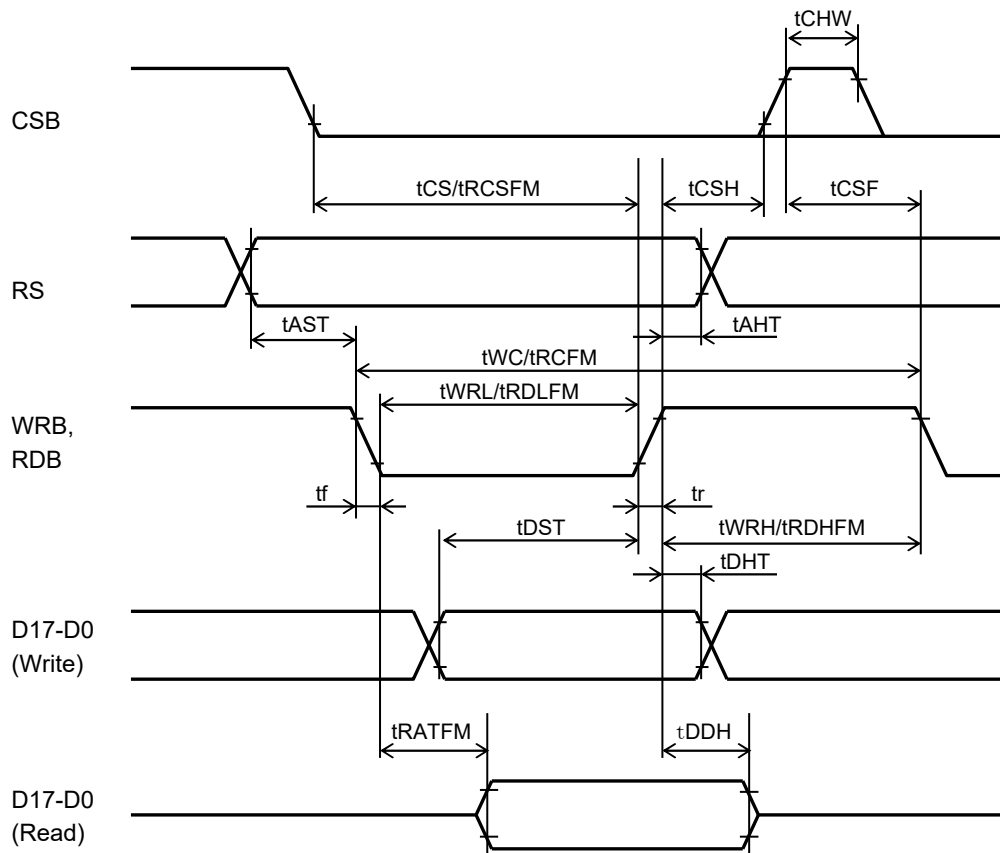 tCHW
CSB
tCS/tRCSFM
tCSH
tCSF
RS
tAST
tAHT
tWC/tRCFM
tWRL/tRDLFM
WRB,
RDB
tf
tr
tDST
tWRH/tRDHFM
tDHT
D17-D0
(Write)
tRATFM
tDDH
D17-D0
(Read)